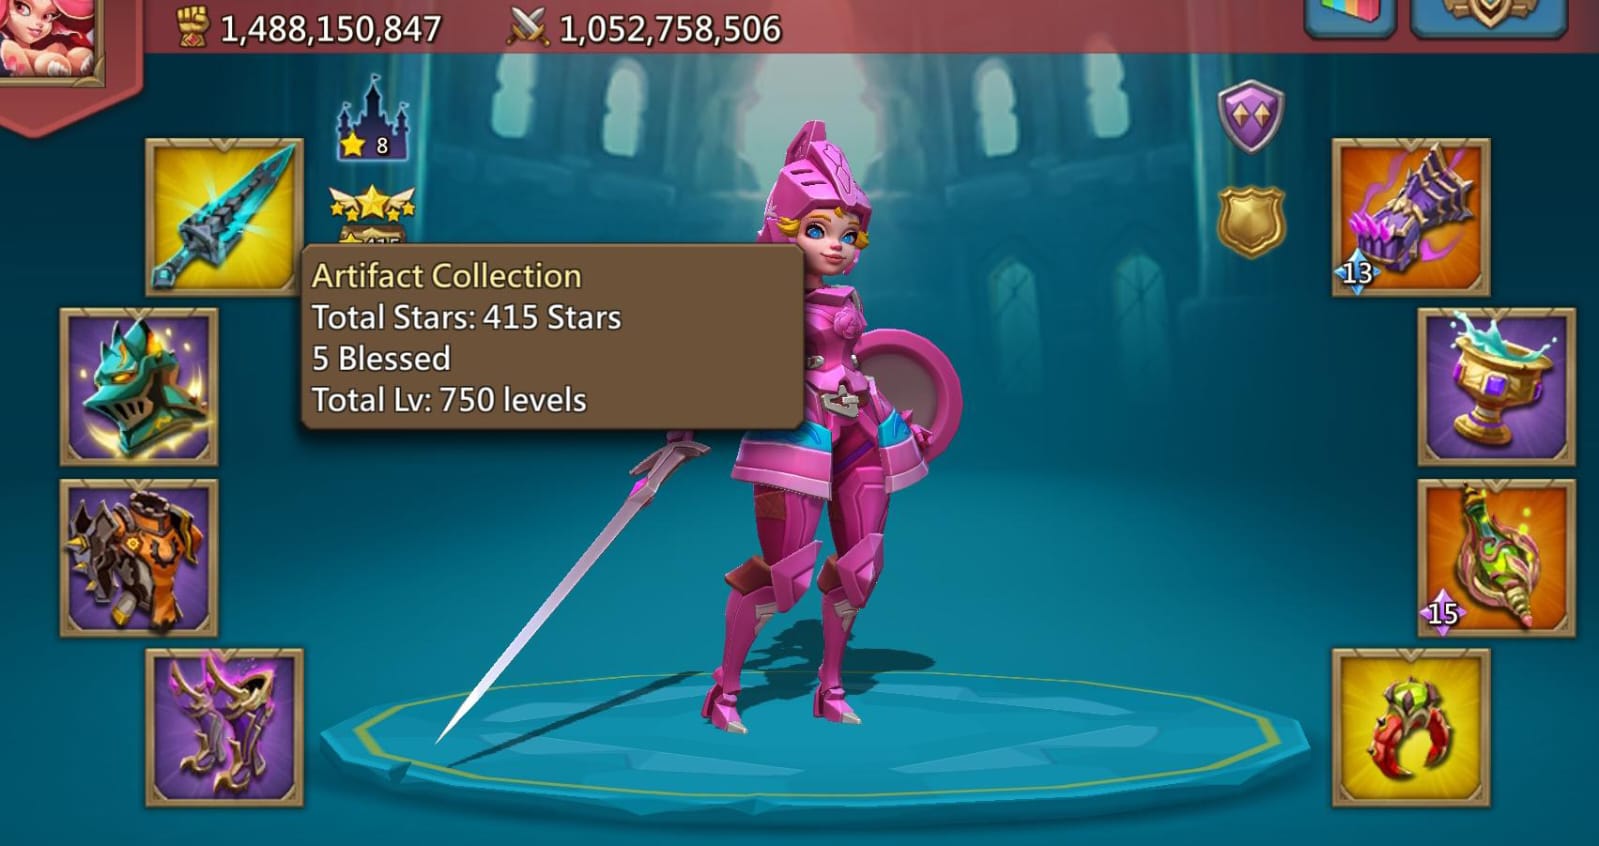 1,488,150,847 1,052,758,506
8
415
Artifact Collection
Total Stars: 415 Stars
5 Blessed
Total Lv: 750 levels
13
15